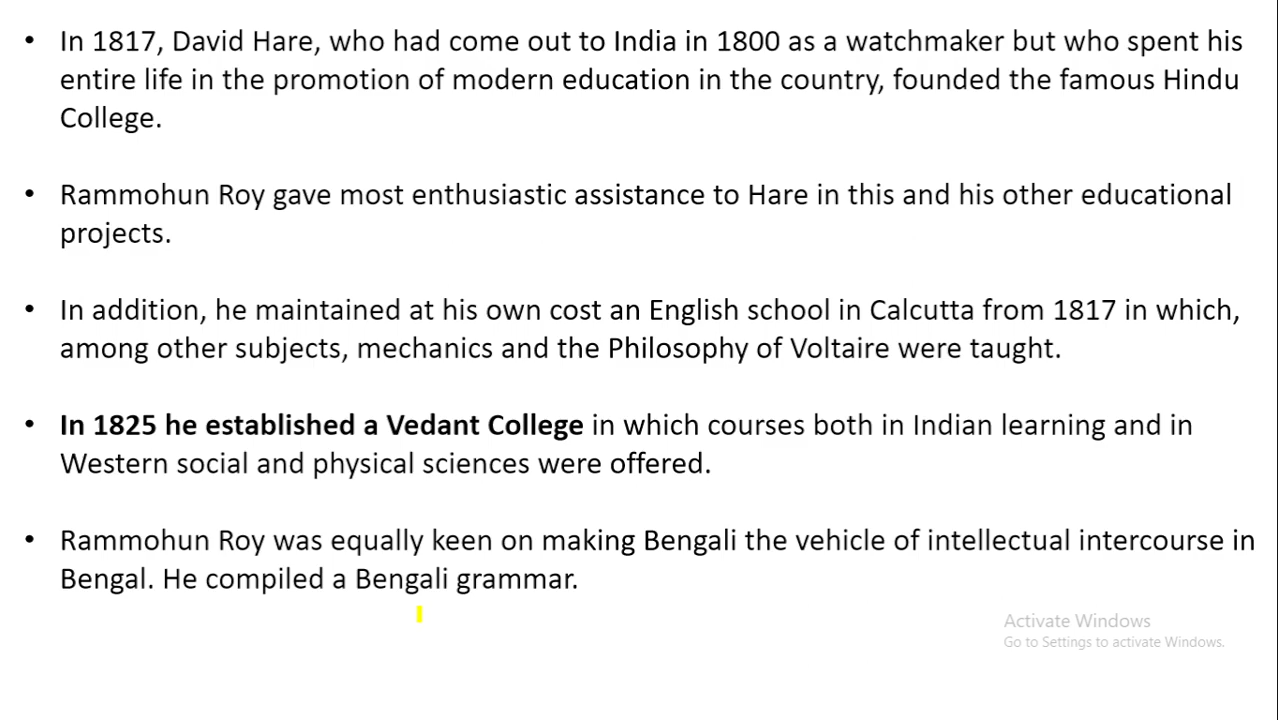 • In 1817, David Hare, who had come out to India in 1800 as a watchmaker but who spent his
entire life in the promotion of modern education in the country, founded the famous Hindu
College.
• Rammohun Roy gave most enthusiastic assistance to Hare in this and his other educational
projects.
• In addition, he maintained at his own cost an English school in Calcutta from 1817 in which,
among other subjects, mechanics and the Philosophy of Voltaire were taught.
• In 1825 he established a Vedant College in which courses both in Indian learning and in
Western social and physical sciences were offered.
• Rammohun Roy was equally keen on making Bengali the vehicle of intellectual intercourse in
Bengal. He compiled a Bengali grammar.
Activate Windows
Go to Settings to activate Windows.